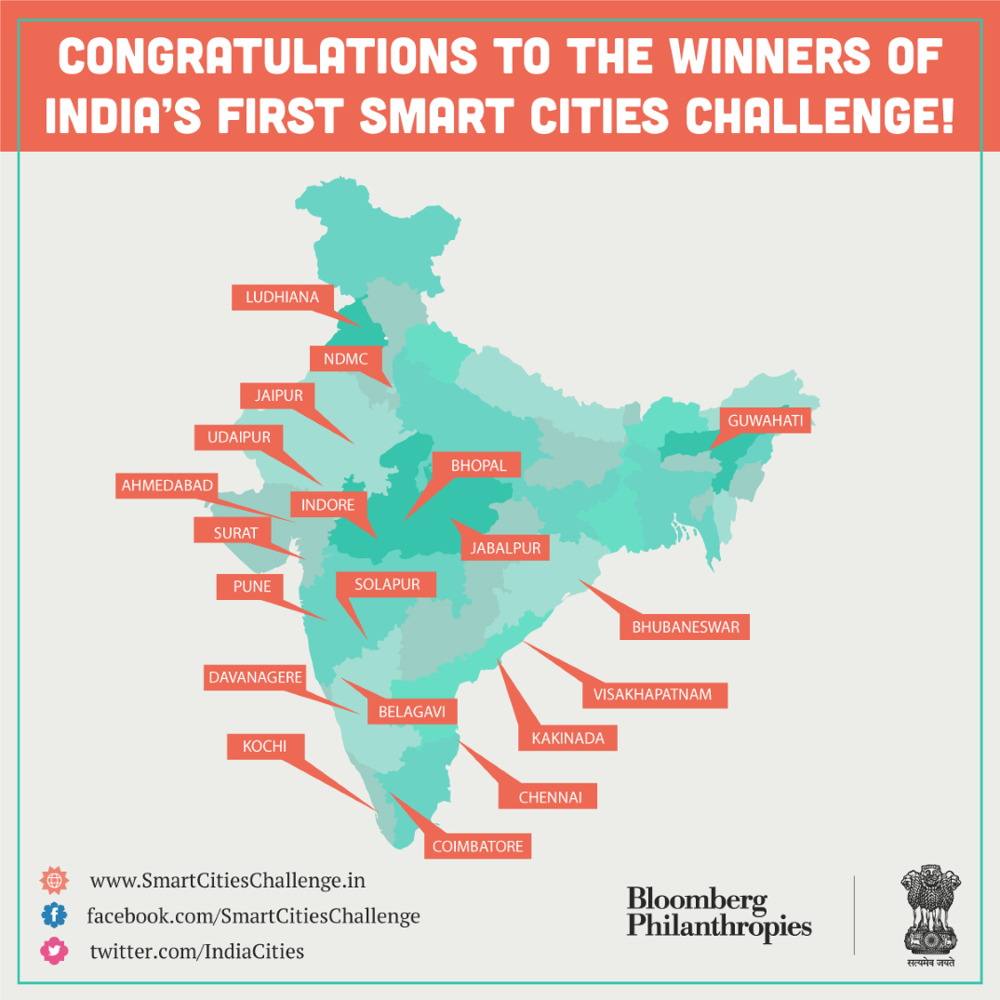 CONGRATULATIONS TO THE WINNERS OF
INDIA'S FIRST SMART CITIES CHALLENGE!
LUDHIANA
NDMC
JAIPUR
GUWAHATI
UDAIPUR
BHOPAL
AHMEDABAD
INDORE
SURAT
JABALPUR
PUNE
SOLAPUR
BHUBANESWAR
DAVANAGERE
VISAKHAPATNAM
BELAGAVI
KAKINADA
KOCHI
CHENNAI
COIMBATORE
www.SmartCitiesChallenge.in
facebook.com/SmartCitiesChallenge
twitter.com/IndiaCities
Bloomberg
Philanthropies
सत्यमेव जयते